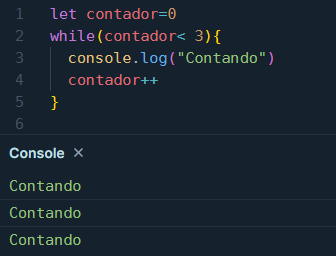 1 let contador=0
2 while(contador< 3){
3 console.log("Contando")
4 contador++
5 }
6
Console ×
Contando
Contando
Contando